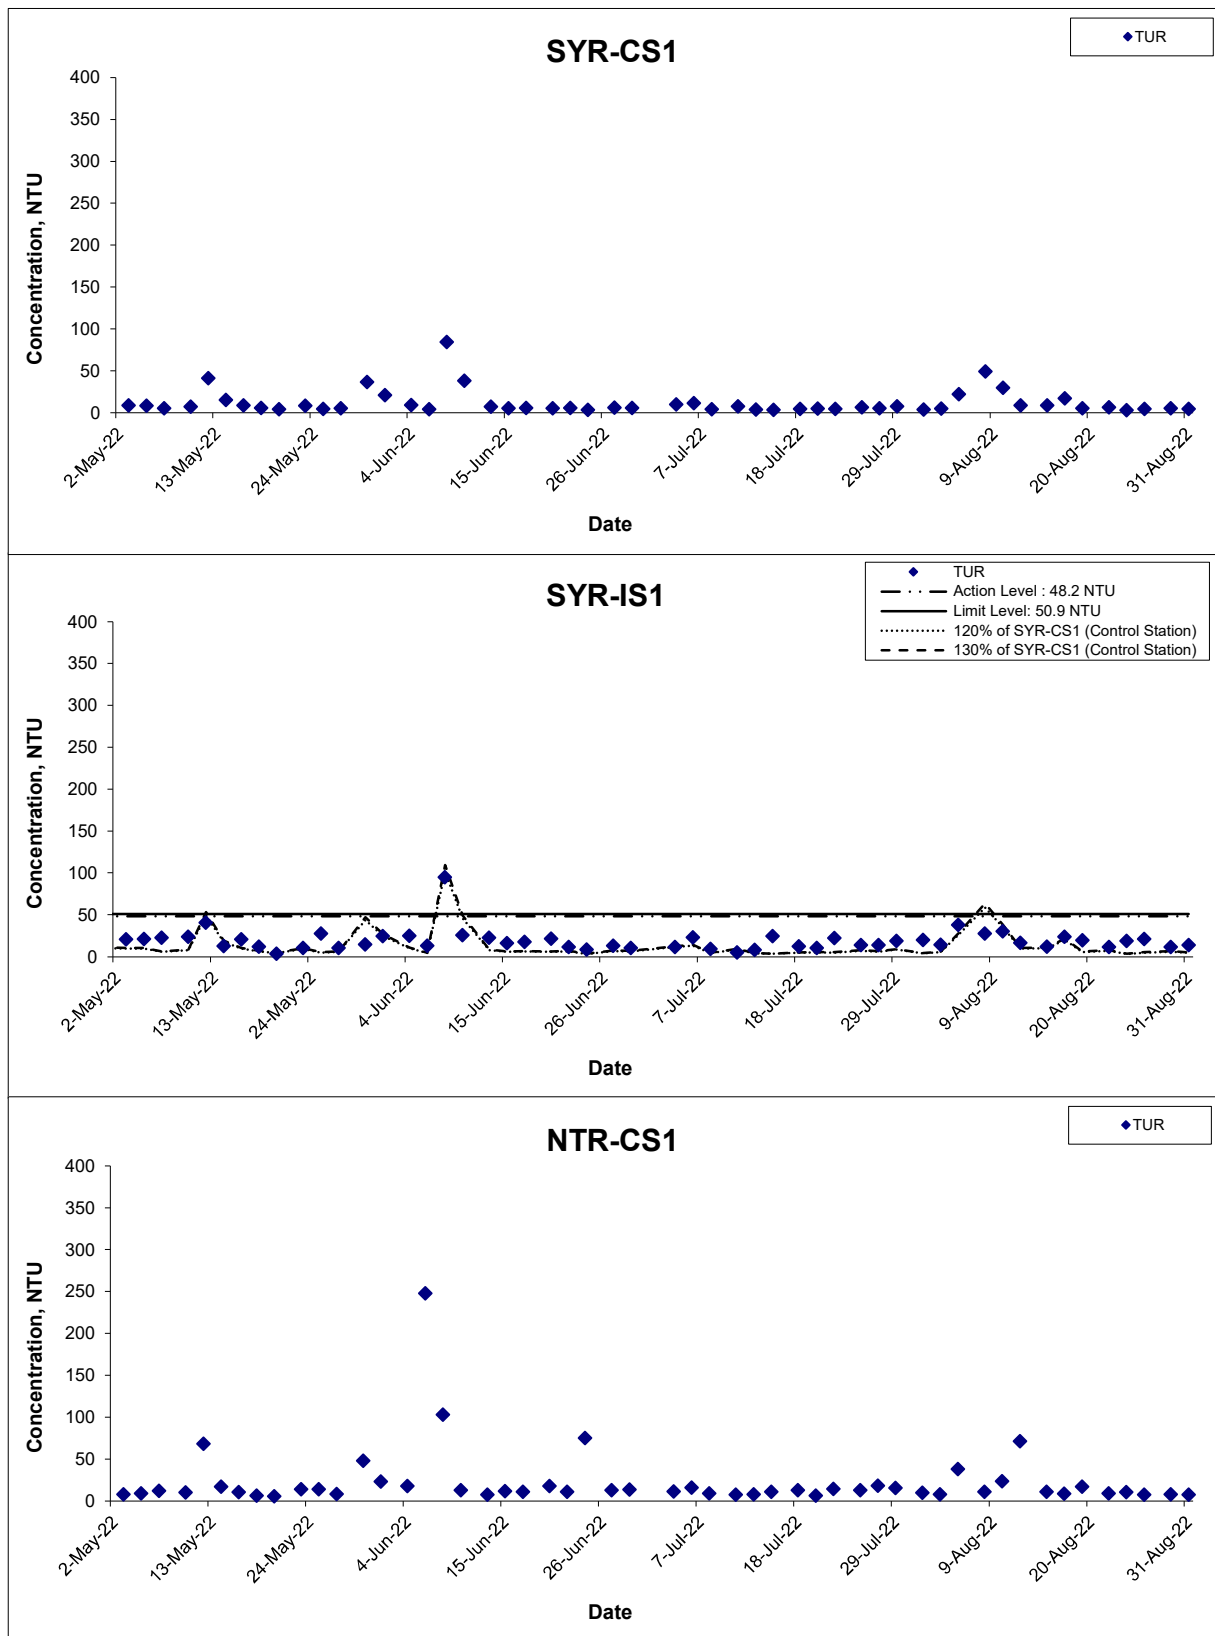 SYR-CS1
TUR
Concentration, NTU
400
350
300
250
200
150
100
50
0
2-May-22
13-May-22
24-May-22
4-Jun-22
15-Jun-22
26-Jun-22
7-Jul-22
18-Jul-22
29-Jul-22
9-Aug-22
20-Aug-22
31-Aug-22
Date
SYR-IS1
TUR
Action Level : 48.2 NTU
Limit Level: 50.9 NTU
120% of SYR-CS1 (Control Station)
130% of SYR-CS1 (Control Station)
Concentration, NTU
400
350
300
250
200
150
100
50
0
2-May-22
13-May-22
24-May-22
4-Jun-22
15-Jun-22
26-Jun-22
7-Jul-22
18-Jul-22
29-Jul-22
9-Aug-22
20-Aug-22
31-Aug-22
Date
NTR-CS1
TUR
Concentration, NTU
400
350
300
250
200
150
100
50
0
2-May-22
13-May-22
24-May-22
4-Jun-22
15-Jun-22
26-Jun-22
7-Jul-22
18-Jul-22
29-Jul-22
9-Aug-22
20-Aug-22
31-Aug-22
Date